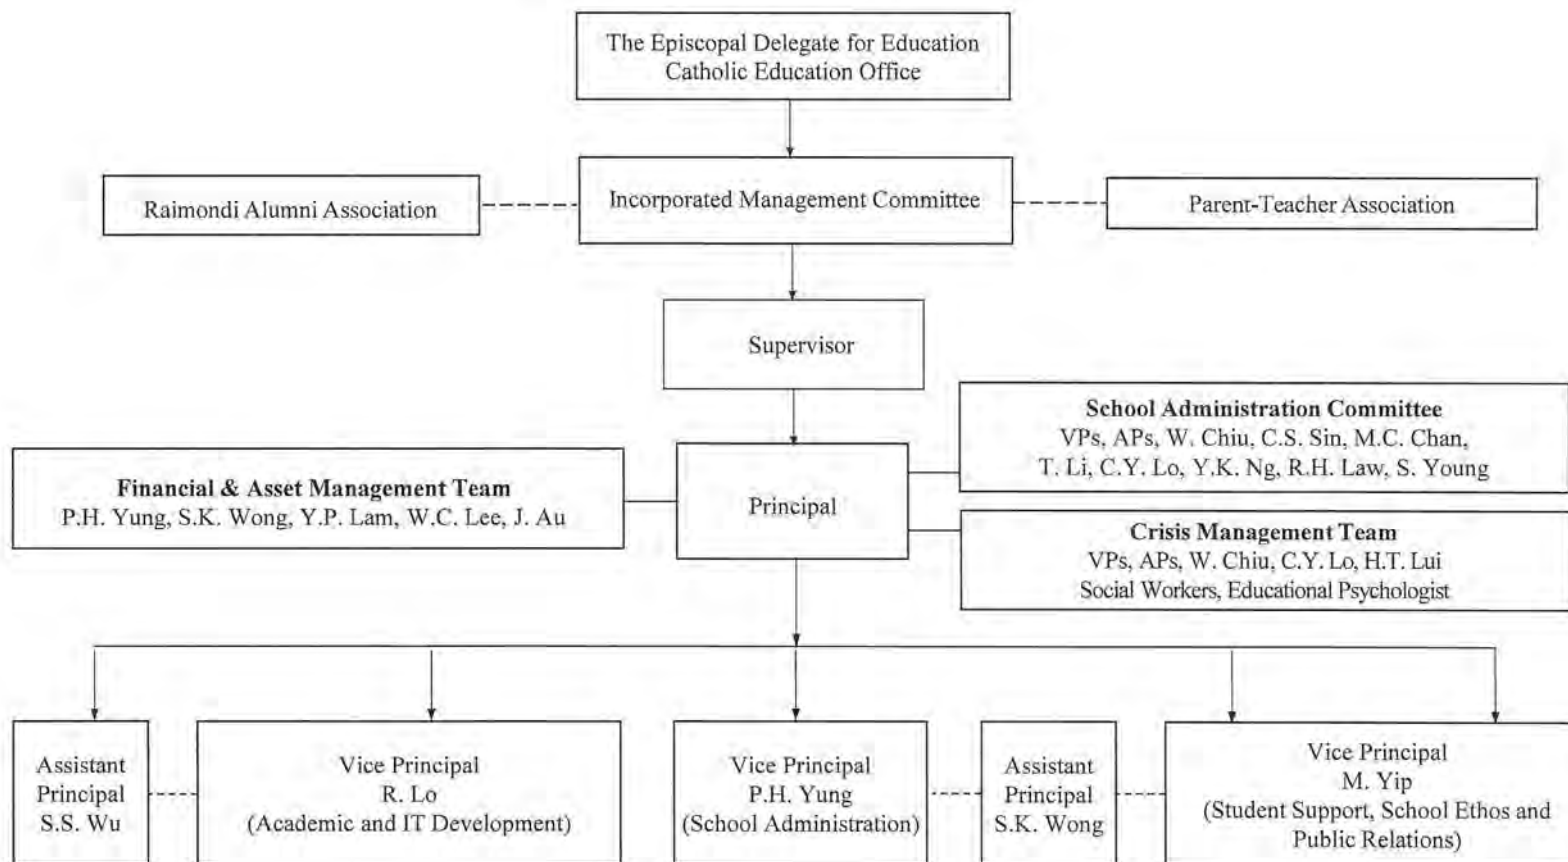 The Episcopal Delegate for Education
Catholic Education Office
Raimondi Alumni Association
Incorporated Management Committee
Parent-Teacher Association
Supervisor
School Administration Committee
VPs, APs, W. Chiu, C.S. Sin, M.C. Chan,
T. Li, C.Y. Lo, Y.K. Ng, R.H. Law, S. Young
Financial & Asset Management Team
P.H. Yung, S.K. Wong, Y.P. Lam, W.C. Lee, J. Au
Principal
Crisis Management Team
VPs, APs, W. Chiu, C.Y. Lo, H.T. Lui
Social Workers, Educational Psychologist
Assistant
Principal
S.S. Wu
Vice Principal
R. Lo
(Academic and IT Development)
Vice Principal
P.H. Yung
(School Administration)
Assistant
Principal
S.K. Wong
Vice Principal
M. Yip
(Student Support, School Ethos and
Public Relations)